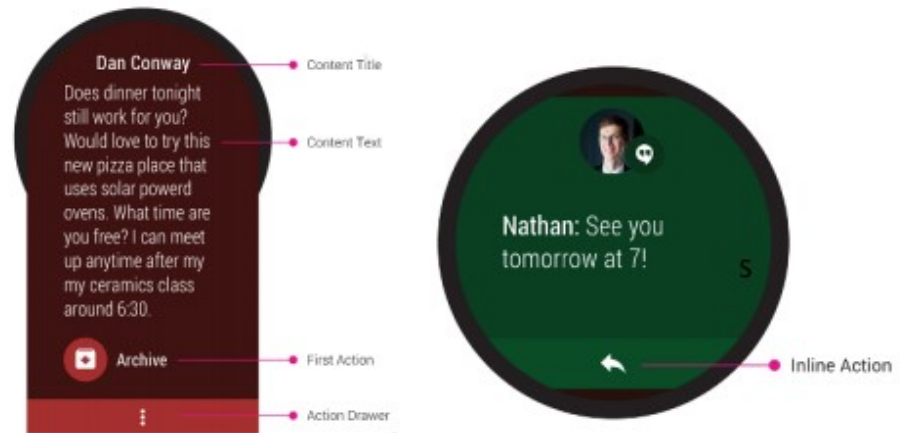 Dan Conway
Content Title
Does dinner tonight
still work for you?
Would love to try this
Content Text
new pizza place that
uses solar powerd
ovens. What time are
you free? I can meet
up anytime after my
my ceramics class
around 6:30.
Archive
First Action
Action Drawer
Nathan: See you
tomorrow at 7!
s
Inline Action